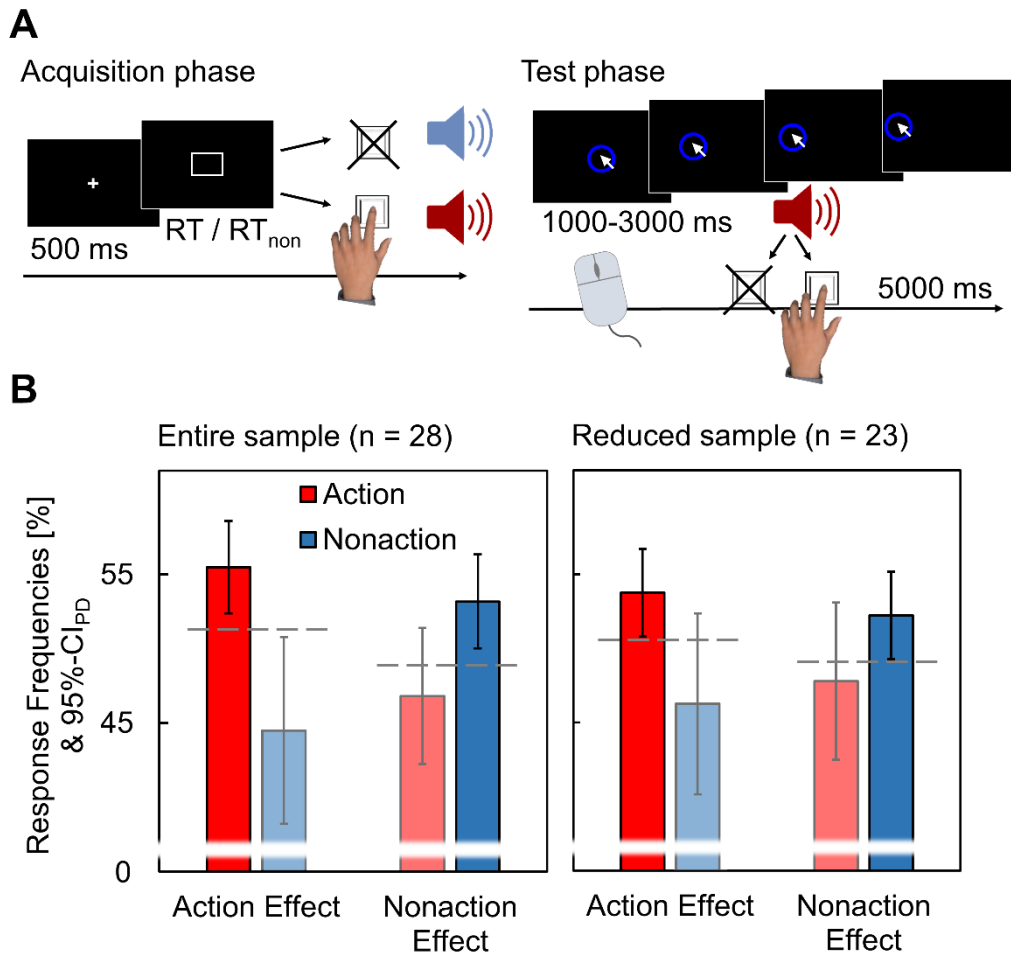 A
Acquisition phase
500 ms
RT / RTnon
Test phase
1000-3000 ms
5000 ms
B
Entire sample (n = 28)
Reduced sample (n = 23)
Response Frequencies [%]
& 95%-CIPD
Action
Nonaction
55
45
0
Action Effect
Nonaction
Effect
Action Effect
Nonaction
Effect